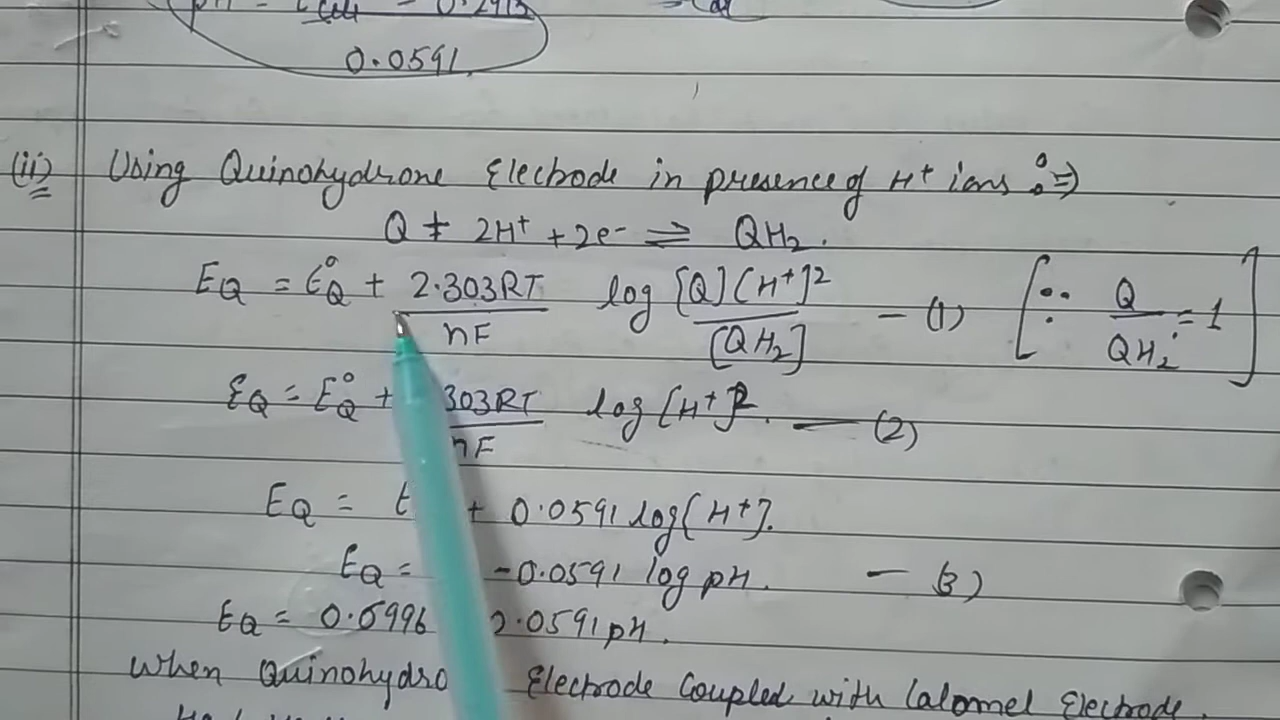 0.0591
(ii) Using Quinohydrone Electrode in presence of H+ ions :⇒
Q + 2H+ + 2e- ⇌ QH2.
EQ = E°Q + 2.303RT/nF log [Q][H+]2/[QH2] — (1) [∵ Q/QH2 = 1]
EQ = E°Q + 303RT/nF log [H+]2. — (2)
EQ = + 0.0591 log[H+].
EQ = -0.0591 log pH. — (3)
EQ = 0.6996 0.0591 pH.
When Quinohydro Electrode Coupled with Calomel Electrode.